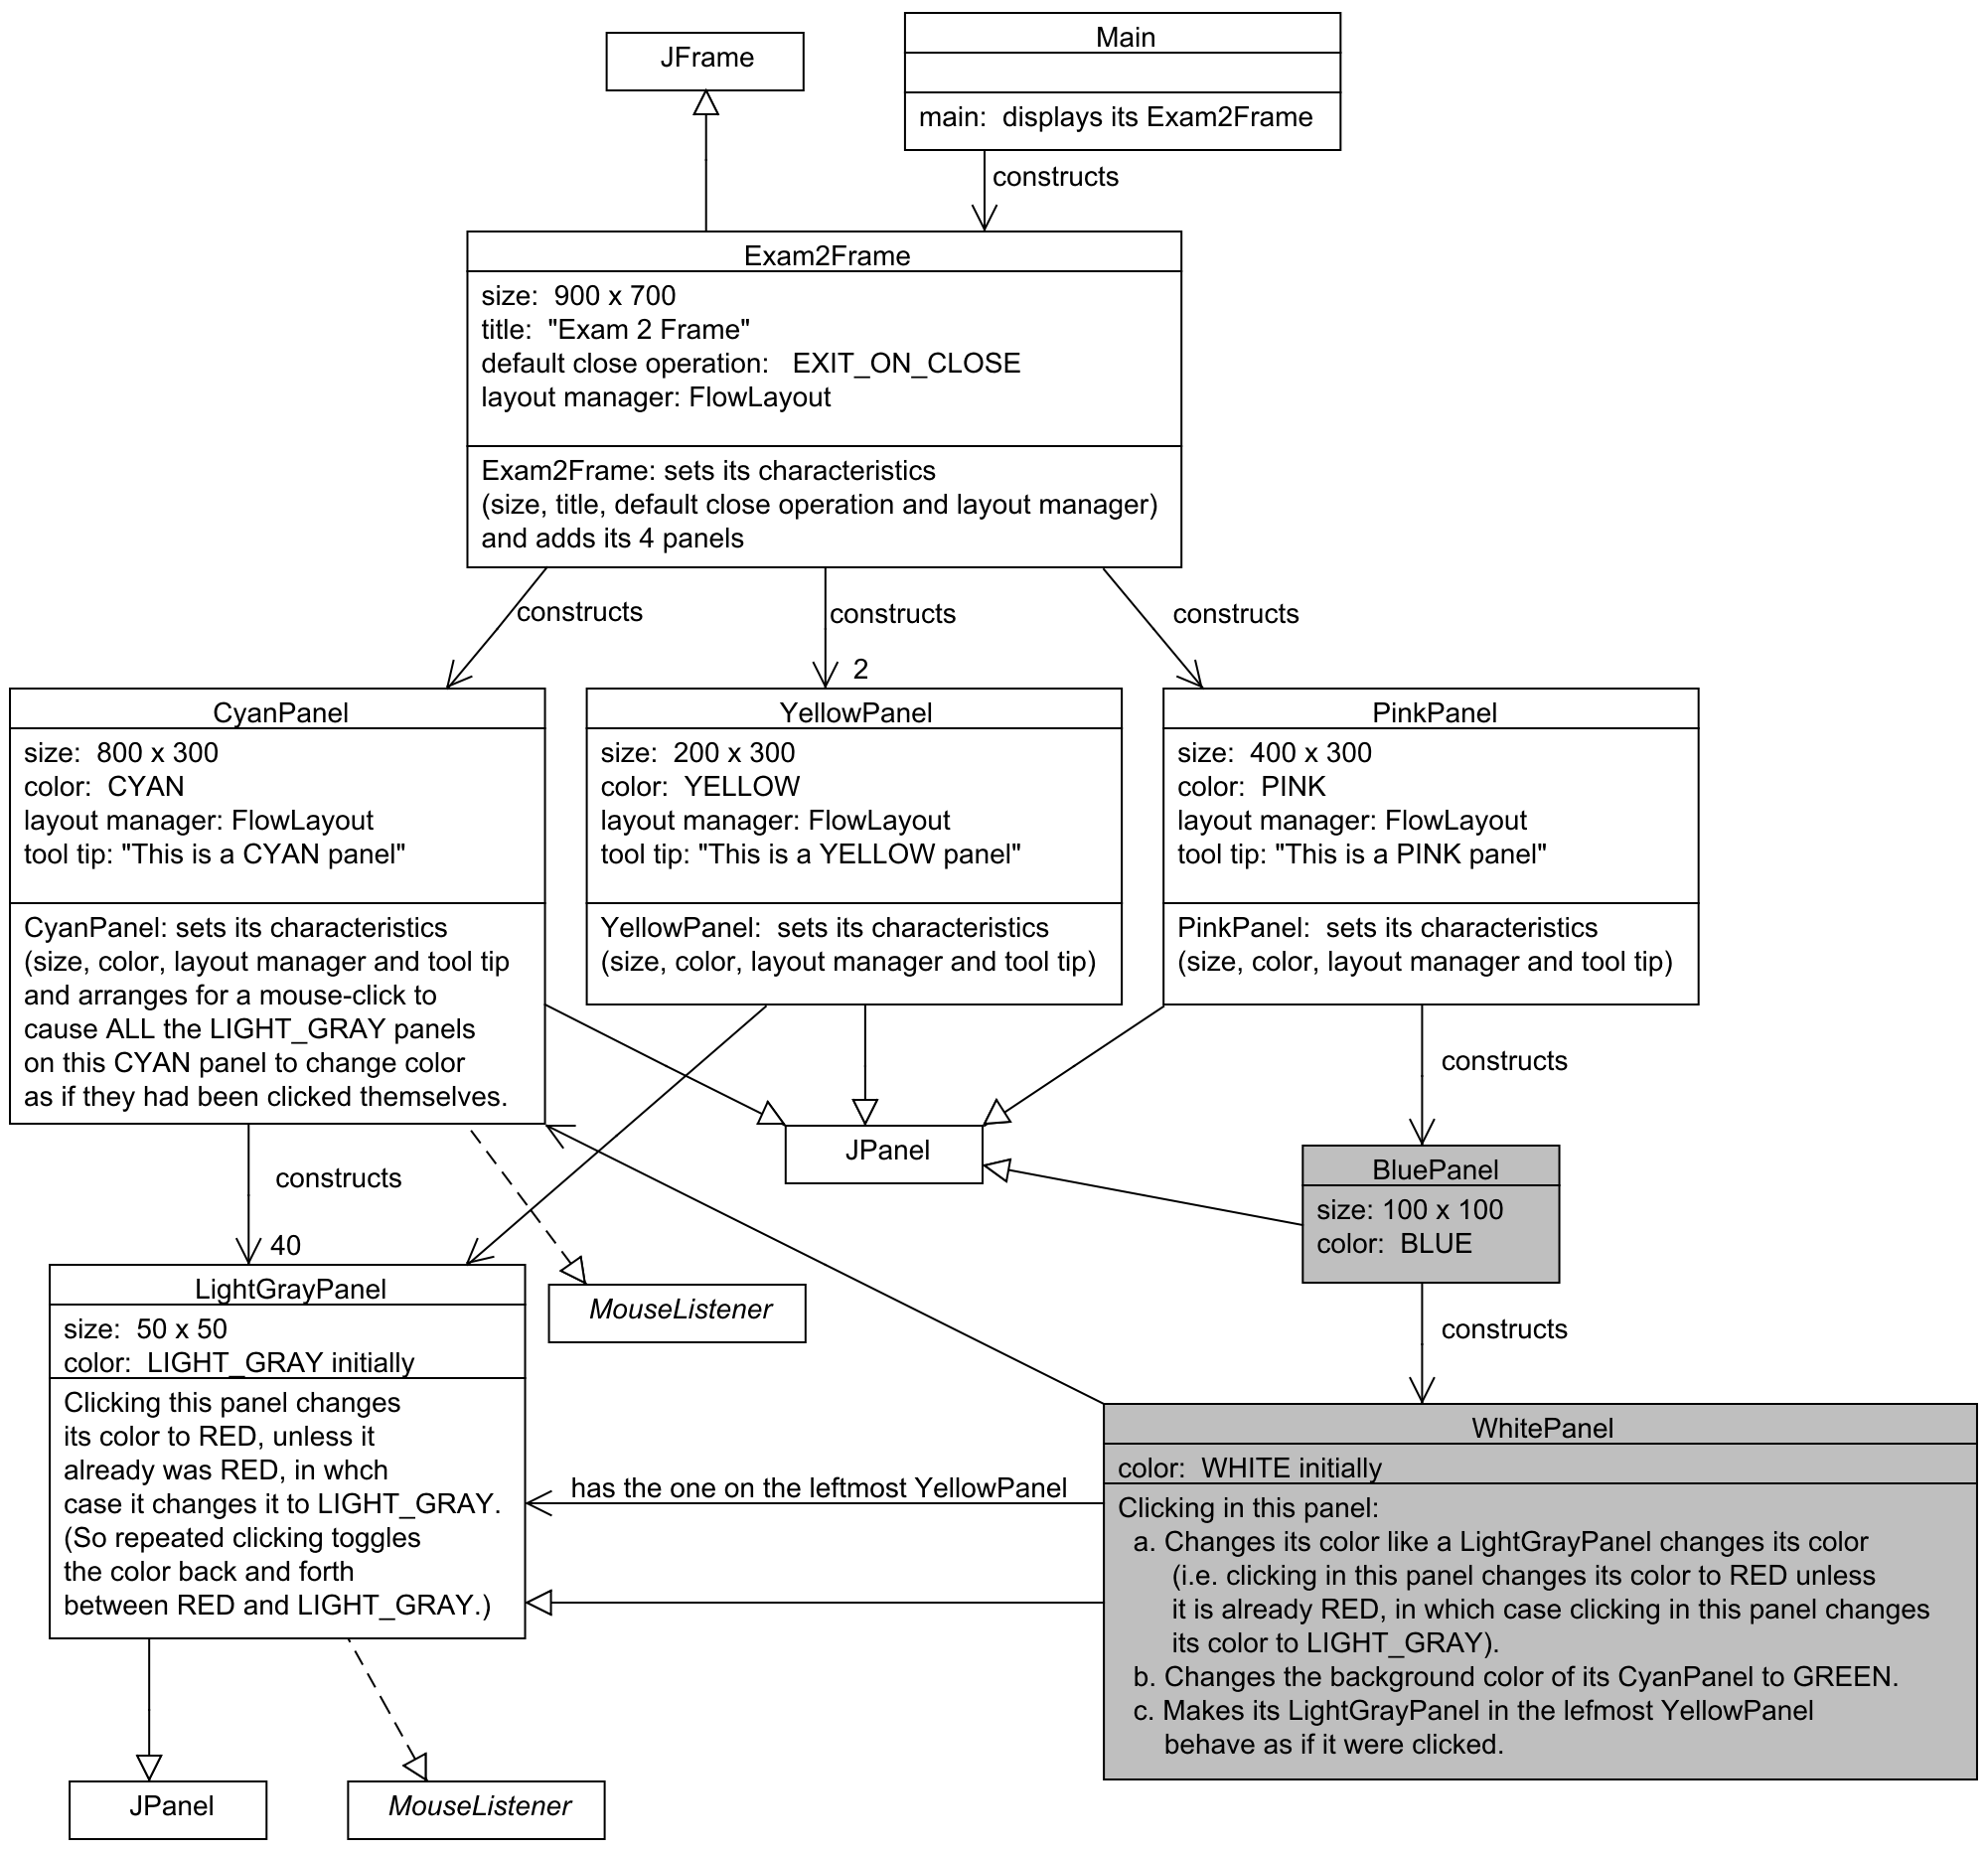 JFrame
Main
main:  displays its Exam2Frame
constructs
Exam2Frame
size:  900 x 700
title:  "Exam 2 Frame"
default close operation:   EXIT_ON_CLOSE
layout manager: FlowLayout
Exam2Frame: sets its characteristics
(size, title, default close operation and layout manager)
and adds its 4 panels
constructs
constructs
constructs
2
CyanPanel
size:  800 x 300
color:  CYAN
layout manager: FlowLayout
tool tip: "This is a CYAN panel"
CyanPanel: sets its characteristics
(size, color, layout manager and tool tip
and arranges for a mouse-click to
cause ALL the LIGHT_GRAY panels
on this CYAN panel to change color
as if they had been clicked themselves.
YellowPanel
size:  200 x 300
color:  YELLOW
layout manager: FlowLayout
tool tip: "This is a YELLOW panel"
YellowPanel:  sets its characteristics
(size, color, layout manager and tool tip)
PinkPanel
size:  400 x 300
color:  PINK
layout manager: FlowLayout
tool tip: "This is a PINK panel"
PinkPanel:  sets its characteristics
(size, color, layout manager and tool tip)
constructs
JPanel
BluePanel
size: 100 x 100
color:  BLUE
constructs
constructs
40
LightGrayPanel
size:  50 x 50
color:  LIGHT_GRAY initially
Clicking this panel changes
its color to RED, unless it
already was RED, in whch
case it changes it to LIGHT_GRAY.
(So repeated clicking toggles
the color back and forth
between RED and LIGHT_GRAY.)
MouseListener
has the one on the leftmost YellowPanel
WhitePanel
color:  WHITE initially
Clicking in this panel:
a. Changes its color like a LightGrayPanel changes its color
(i.e. clicking in this panel changes its color to RED unless
it is already RED, in which case clicking in this panel changes
its color to LIGHT_GRAY).
b. Changes the background color of its CyanPanel to GREEN.
c. Makes its LightGrayPanel in the lefmost YellowPanel
behave as if it were clicked.
JPanel
MouseListener